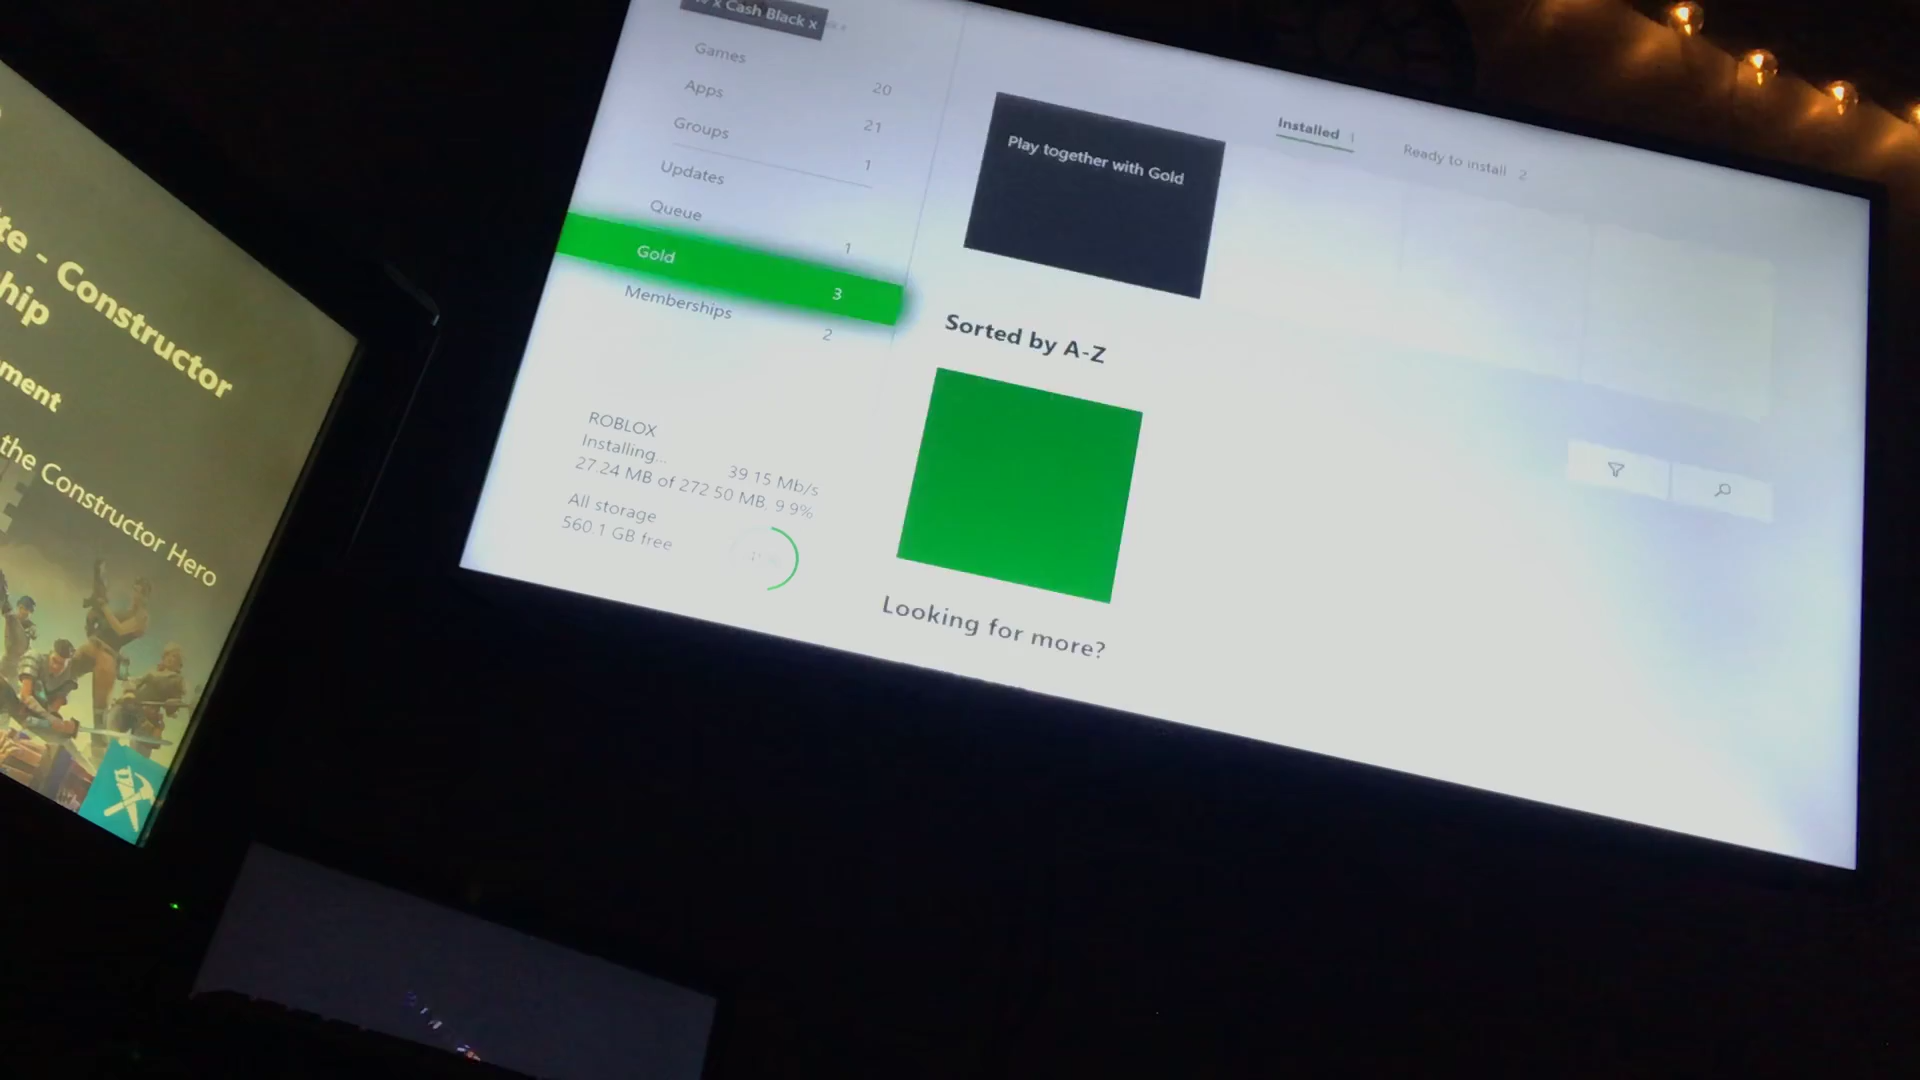 te - Constructor
hip
ment
the Constructor Hero
x Cash Black x
Games 20
Apps 21
Groups 1
Updates
Queue 1
Gold 3
Memberships 2
ROBLOX
Installing... 39.15 Mb/s
27.24 MB of 272.50 MB, 9.9%
All storage
560.1 GB free
Play together with Gold
Installed 1
Ready to install 2
Sorted by A-Z
Looking for more?